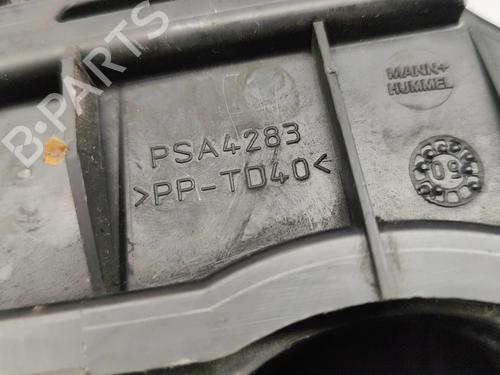 MANN+
HUMMEL
PSA4283
>PP-TD40<
09
B-PARTS